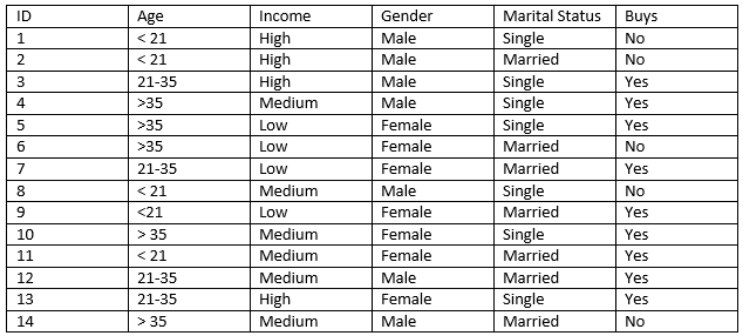 ID Age Income Gender Marital Status Buys
1 < 21 High Male Single No
2 < 21 High Male Married No
3 21-35 High Male Single Yes
4 >35 Medium Male Single Yes
5 >35 Low Female Single Yes
6 >35 Low Female Married No
7 21-35 Low Female Married Yes
8 < 21 Medium Male Single No
9 <21 Low Female Married Yes
10 > 35 Medium Female Single Yes
11 < 21 Medium Female Married Yes
12 21-35 Medium Male Married Yes
13 21-35 High Female Single Yes
14 > 35 Medium Male Married No